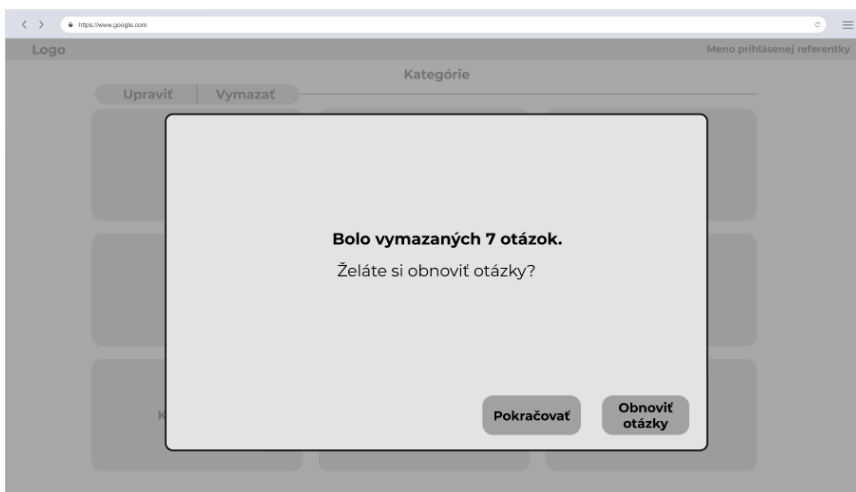 https://www.google.com
Logo
Meno prihlásenej referentky
Kategórie
Upraviť
Vymazať
Bolo vymazaných 7 otázok.
Želáte si obnoviť otázky?
K
Pokračovať
Obnoviť
otázky